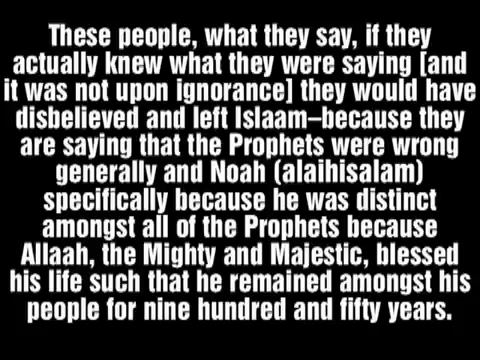 These people, what they say, if they
actually knew what they were saying [and
it was not upon ignorance] they would have
disbelieved and left Islaam–because they
are saying that the Prophets were wrong
generally and Noah (alaihisalam)
specifically because he was distinct
amongst all of the Prophets because
Allaah, the Mighty and Majestic, blessed
his life such that he remained amongst his
people for nine hundred and fifty years.